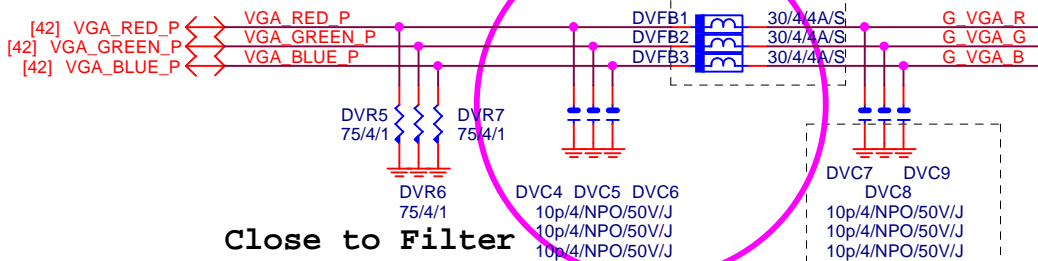 [42] VGA_RED_P VGA_RED_P DVFB1 30/4/4A/S G_VGA_R
[42] VGA_GREEN_P VGA_GREEN_P DVFB2 30/4/4A/S G_VGA_G
[42] VGA_BLUE_P VGA_BLUE_P DVFB3 30/4/4A/S G_VGA_B
DVR5 DVR7
75/4/1 75/4/1
DVC7 DVC9
DVR6 DVC4 DVC5 DVC6 DVC8
75/4/1 10p/4/NPO/50V/J 10p/4/NPO/50V/J
10p/4/NPO/50V/J 10p/4/NPO/50V/J
Close to Filter 10p/4/NPO/50V/J 10p/4/NPO/50V/J